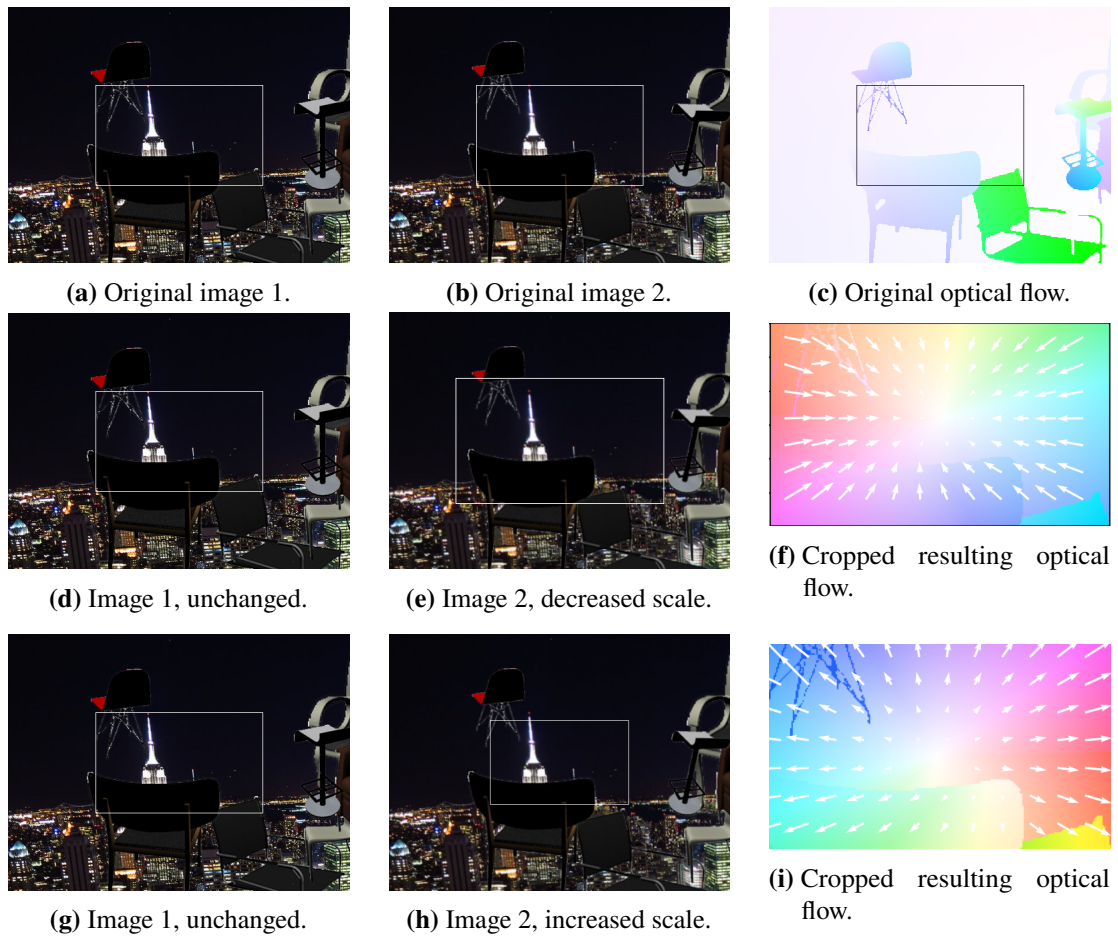 (a) Original image 1.
(b) Original image 2.
(c) Original optical flow.
(d) Image 1, unchanged.
(e) Image 2, decreased scale.
(f) Cropped resulting optical
flow.
(g) Image 1, unchanged.
(h) Image 2, increased scale.
(i) Cropped resulting optical
flow.